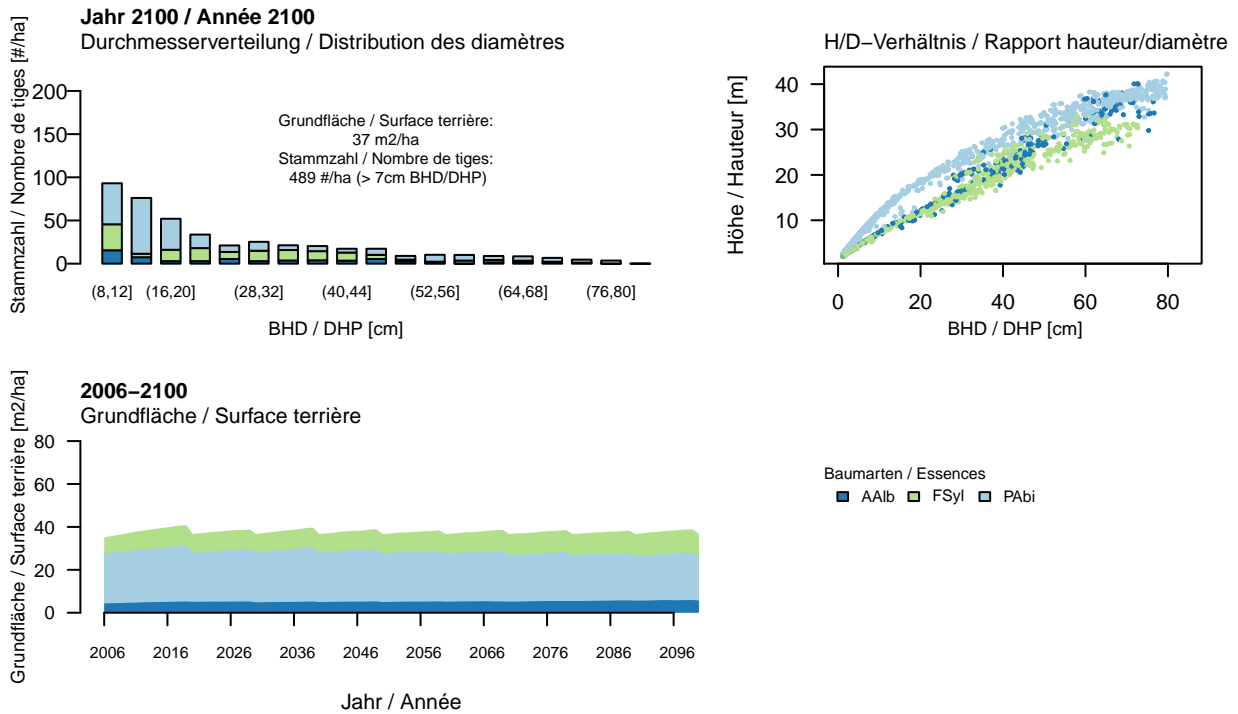 Jahr 2100 / Année 2100
Durchmesserverteilung / Distribution des diamètres
Stammzahl / Nombre de tiges [#/ha]
200
150
100
50
0
Grundfläche / Surface terrière:
37 m2/ha
Stammzahl / Nombre de tiges:
489 #/ha (> 7cm BHD/DHP)
(8,12] (16,20] (28,32] (40,44] (52,56] (64,68] (76,80]
BHD / DHP [cm]
H/D−Verhältnis / Rapport hauteur/diamètre
Höhe / Hauteur [m]
40
30
20
10
0 20 40 60 80
BHD / DHP [cm]
2006−2100
Grundfläche / Surface terrière
Grundfläche / Surface terrière [m2/ha]
80
60
40
20
0
2006 2016 2026 2036 2046 2056 2066 2076 2086 2096
Jahr / Année
Baumarten / Essences
AAlb FSyl PAbi